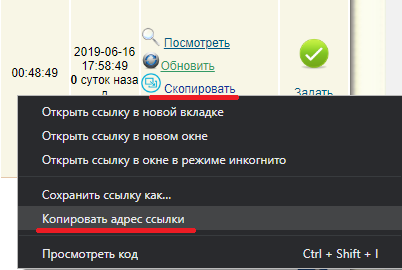 00:48:49
2019-06-16
17:58:49
0 суток наза
д
Посмотреть
Обновить
Скопировать
Задать
Открыть ссылку в новой вкладке
Открыть ссылку в новом окне
Открыть ссылку в окне в режиме инкогнито
Сохранить ссылку как...
Копировать адрес ссылки
Просмотреть код Ctrl + Shift + I